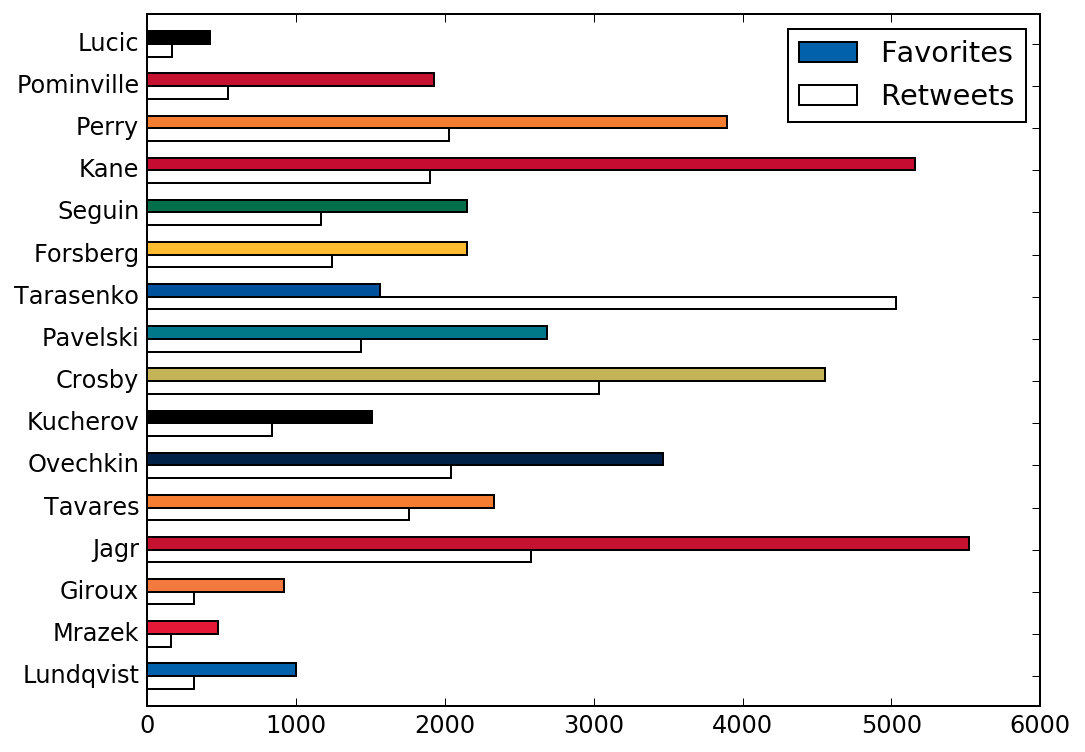 Lucic
Pominville
Perry
Kane
Seguin
Forsberg
Tarasenko
Pavelski
Crosby
Kucherov
Ovechkin
Tavares
Jagr
Giroux
Mrazek
Lundqvist
Favorites
Retweets
0 1000 2000 3000 4000 5000 6000